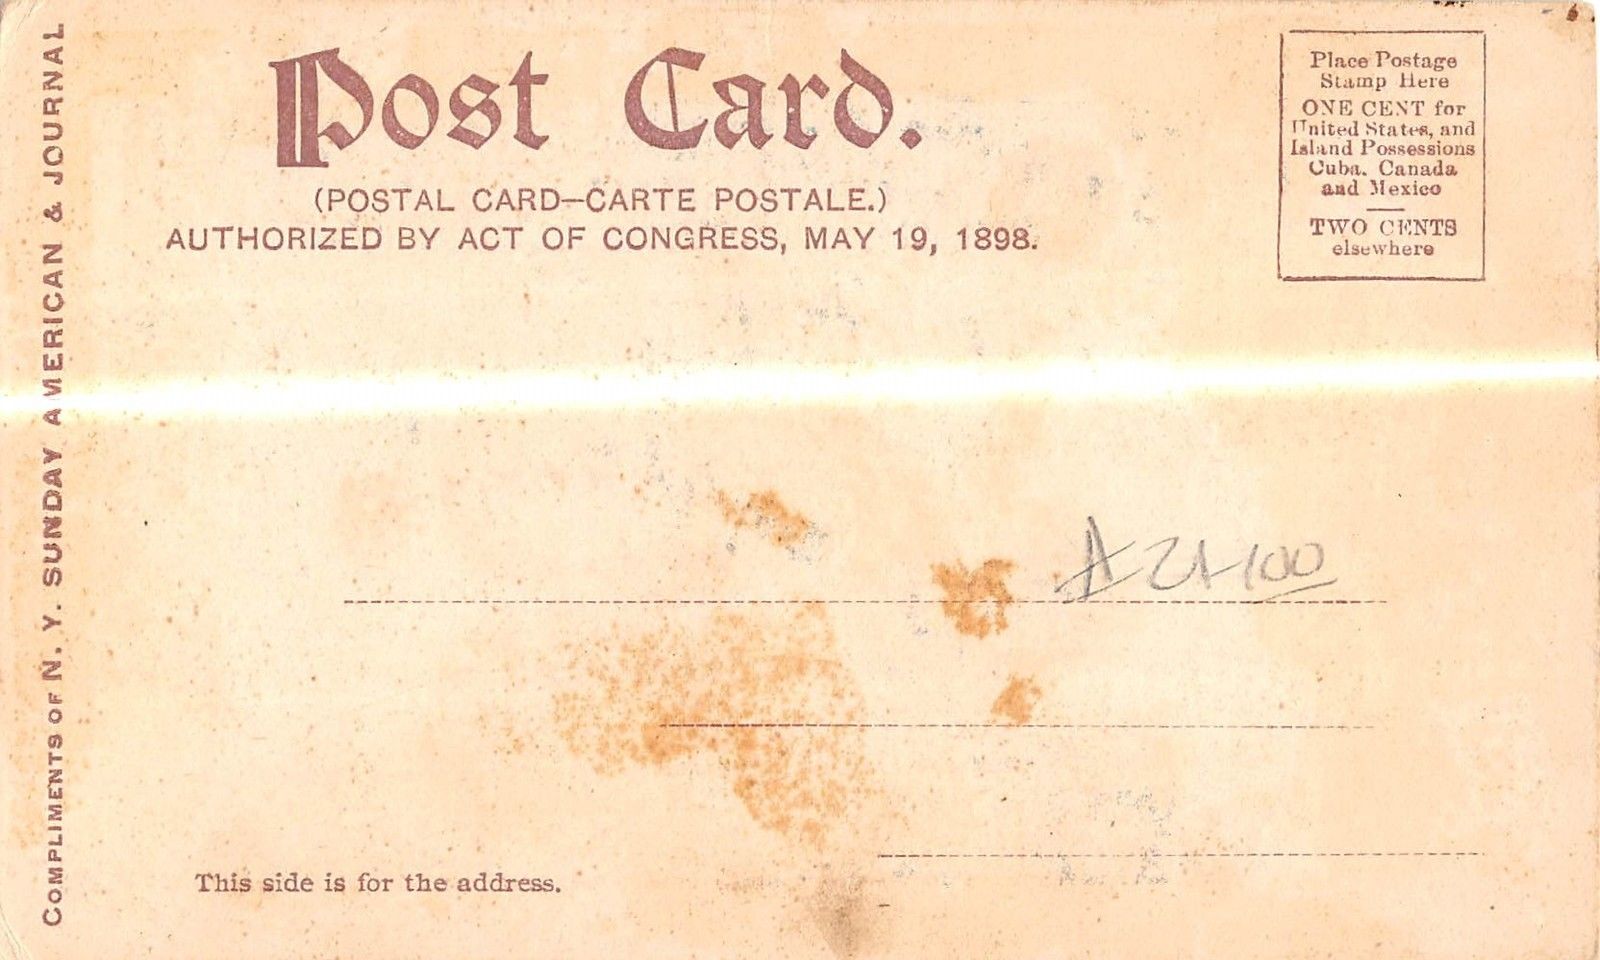 Post Card.
(POSTAL CARD—CARTE POSTALE.)
AUTHORIZED BY ACT OF CONGRESS, MAY 19, 1898.
Place Postage
Stamp Here
ONE CENT for
United States, and
Island Possessions
Cuba. Canada
and Mexico
TWO CENTS
elsewhere
COMPLIMENTS OF N. Y. SUNDAY AMERICAN & JOURNAL
This side is for the address.